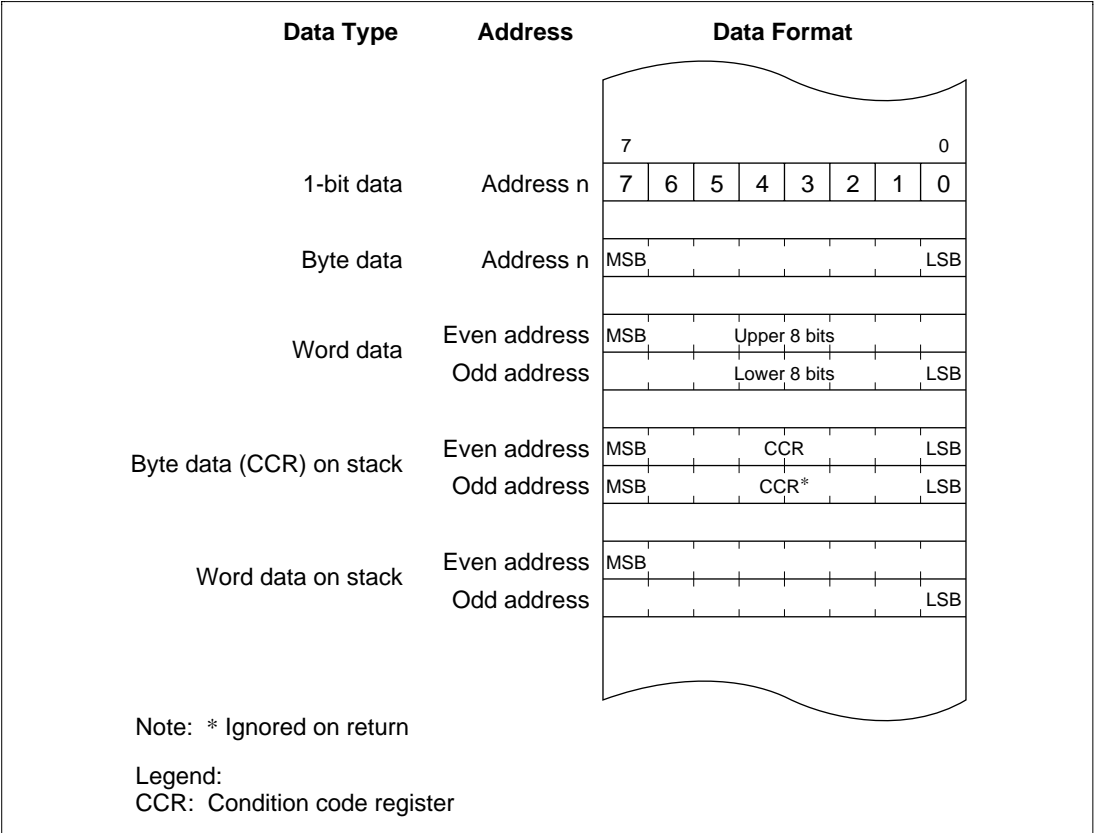 Data Type Address Data Format
7 0
1-bit data Address n 7 6 5 4 3 2 1 0
Byte data Address n MSB LSB
Word data
Even address MSB Upper 8 bits
Odd address Lower 8 bits LSB
Byte data (CCR) on stack
Even address MSB CCR LSB
Odd address MSB CCR* LSB
Word data on stack
Even address MSB
Odd address LSB
Note: * Ignored on return
Legend:
CCR: Condition code register